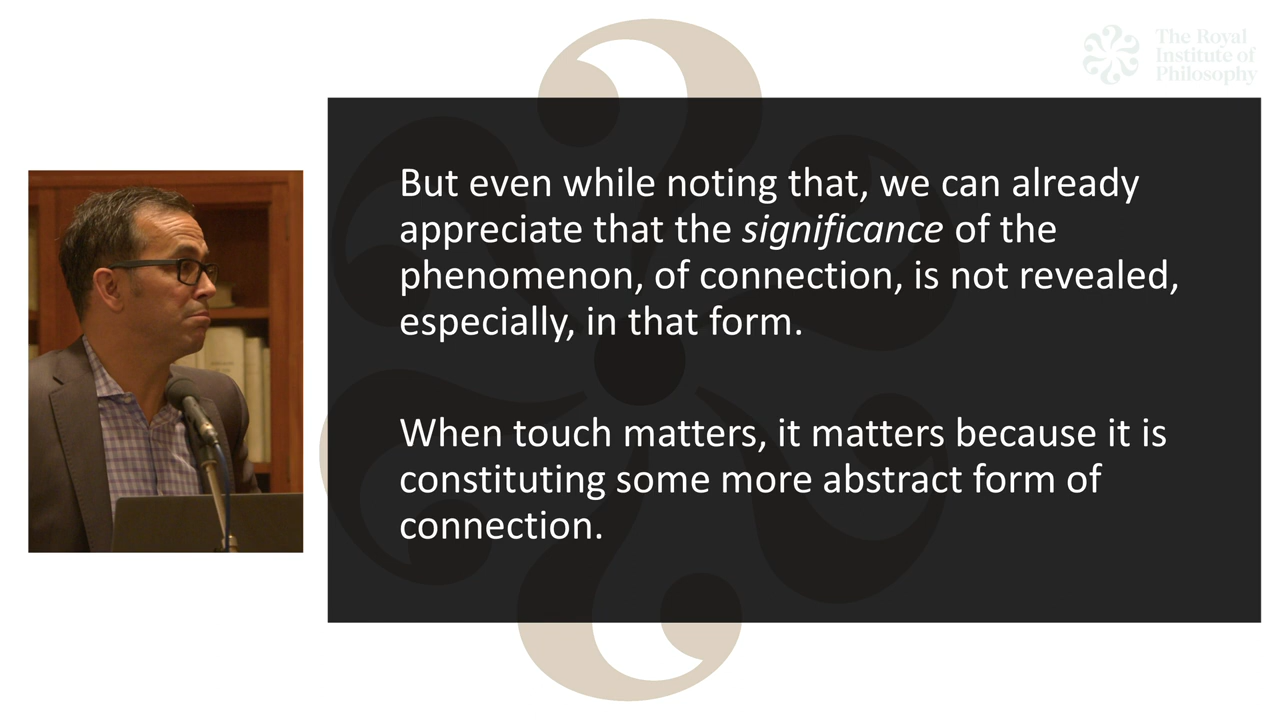 The Royal
Institute of
Philosophy
But even while noting that, we can already
appreciate that the significance of the
phenomenon, of connection, is not revealed,
especially, in that form.
When touch matters, it matters because it is
constituting some more abstract form of
connection.